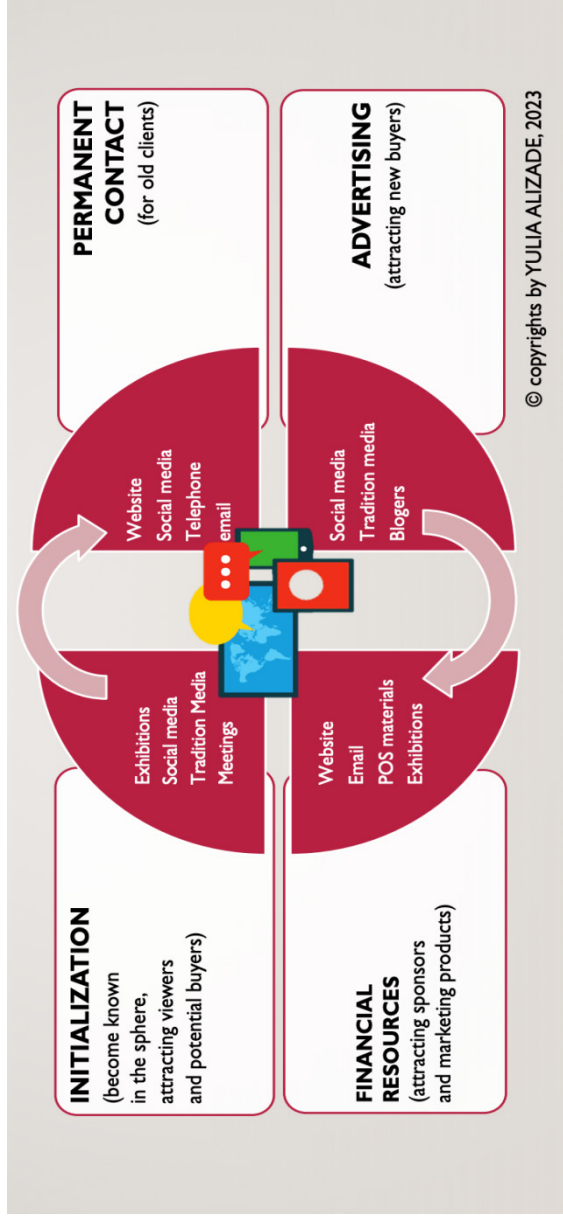 INITIALIZATION
(become known
in the sphere,
attracting viewers
and potential buyers)
Exhibitions
Social media
Tradition Media
Meetings
Website
Social media
Telephone
email
PERMANENT
CONTACT
(for old clients)
FINANCIAL
RESOURCES
(attracting sponsors
and marketing products)
Website
Email
POS materials
Exhibitions
Social media
Tradition media
Blogers
ADVERTISING
(attracting new buyers)
© copyrights by YULIA ALIZADE, 2023